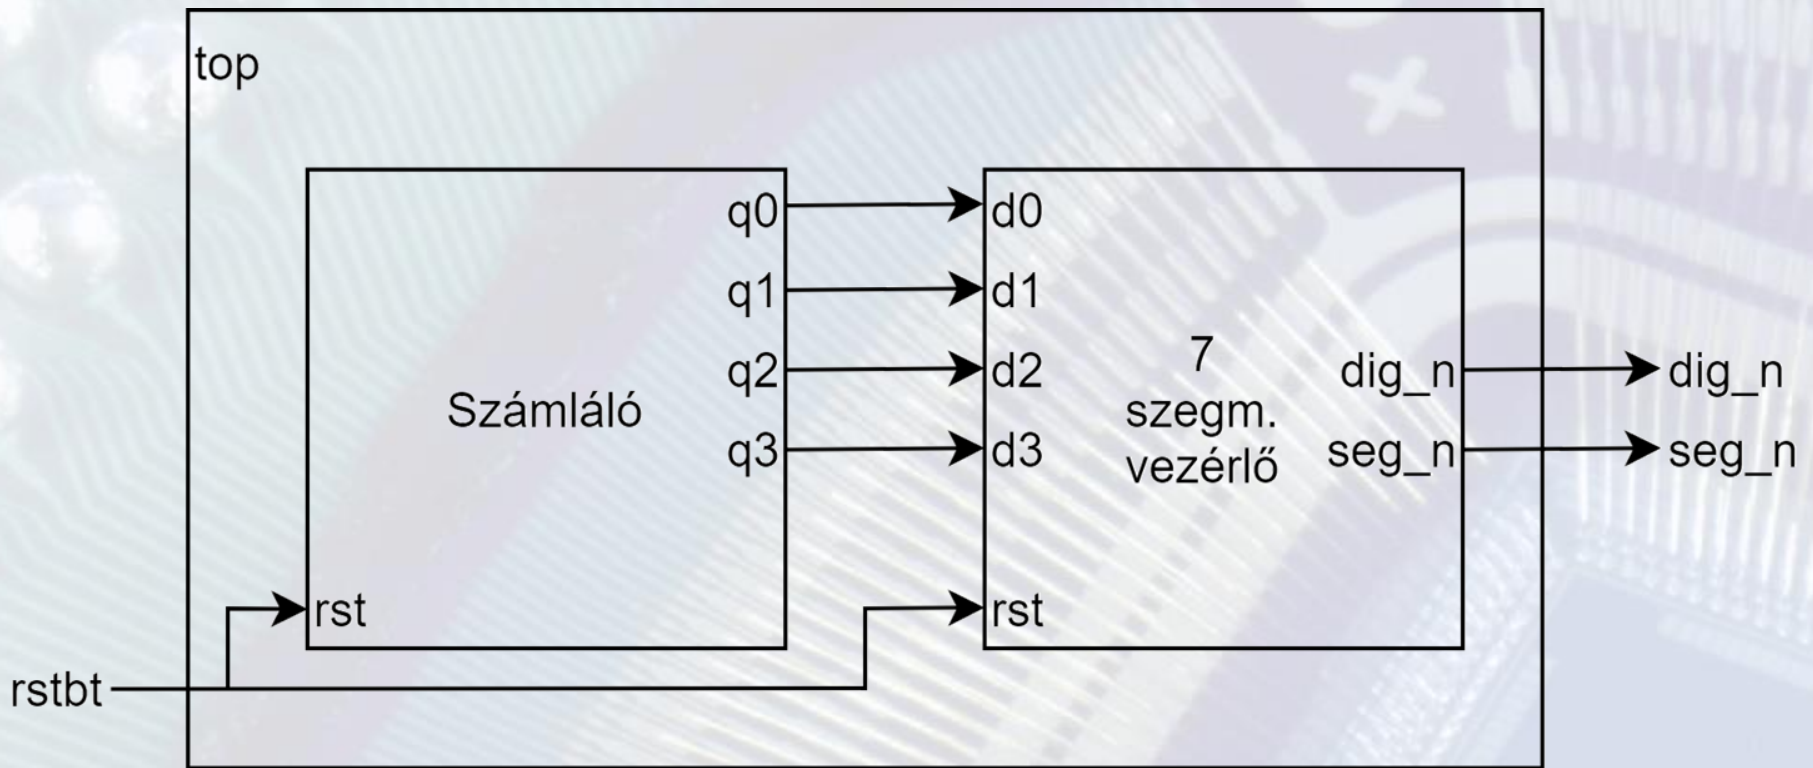 top
q0
q1
q2
q3
Számláló
rst
d0
d1
d2
d3
7
szegm.
vezérlő
dig_n
seg_n
rst
dig_n
seg_n
rstbt